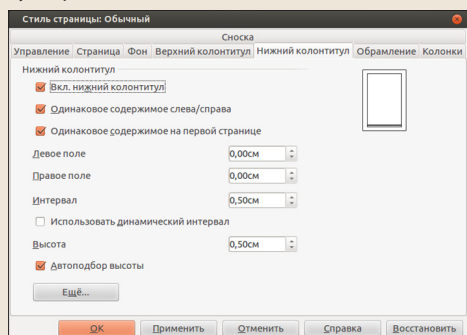 Стиль страницы: Обычный
Сноска
Управление Страница Фон Верхний колонтитул Нижний колонтитул Обрамление Колонки
Нижний колонтитул
Вкл. нижний колонтитул
Одинаковое содержимое слева/справа
Одинаковое содержимое на первой странице
Левое поле 0,00см
Правое поле 0,00см
Интервал 0,50см
Использовать динамический интервал
Высота 0,50см
Автоподбор высоты
Ещё...
OK Применить Отменить Справка Восстановить